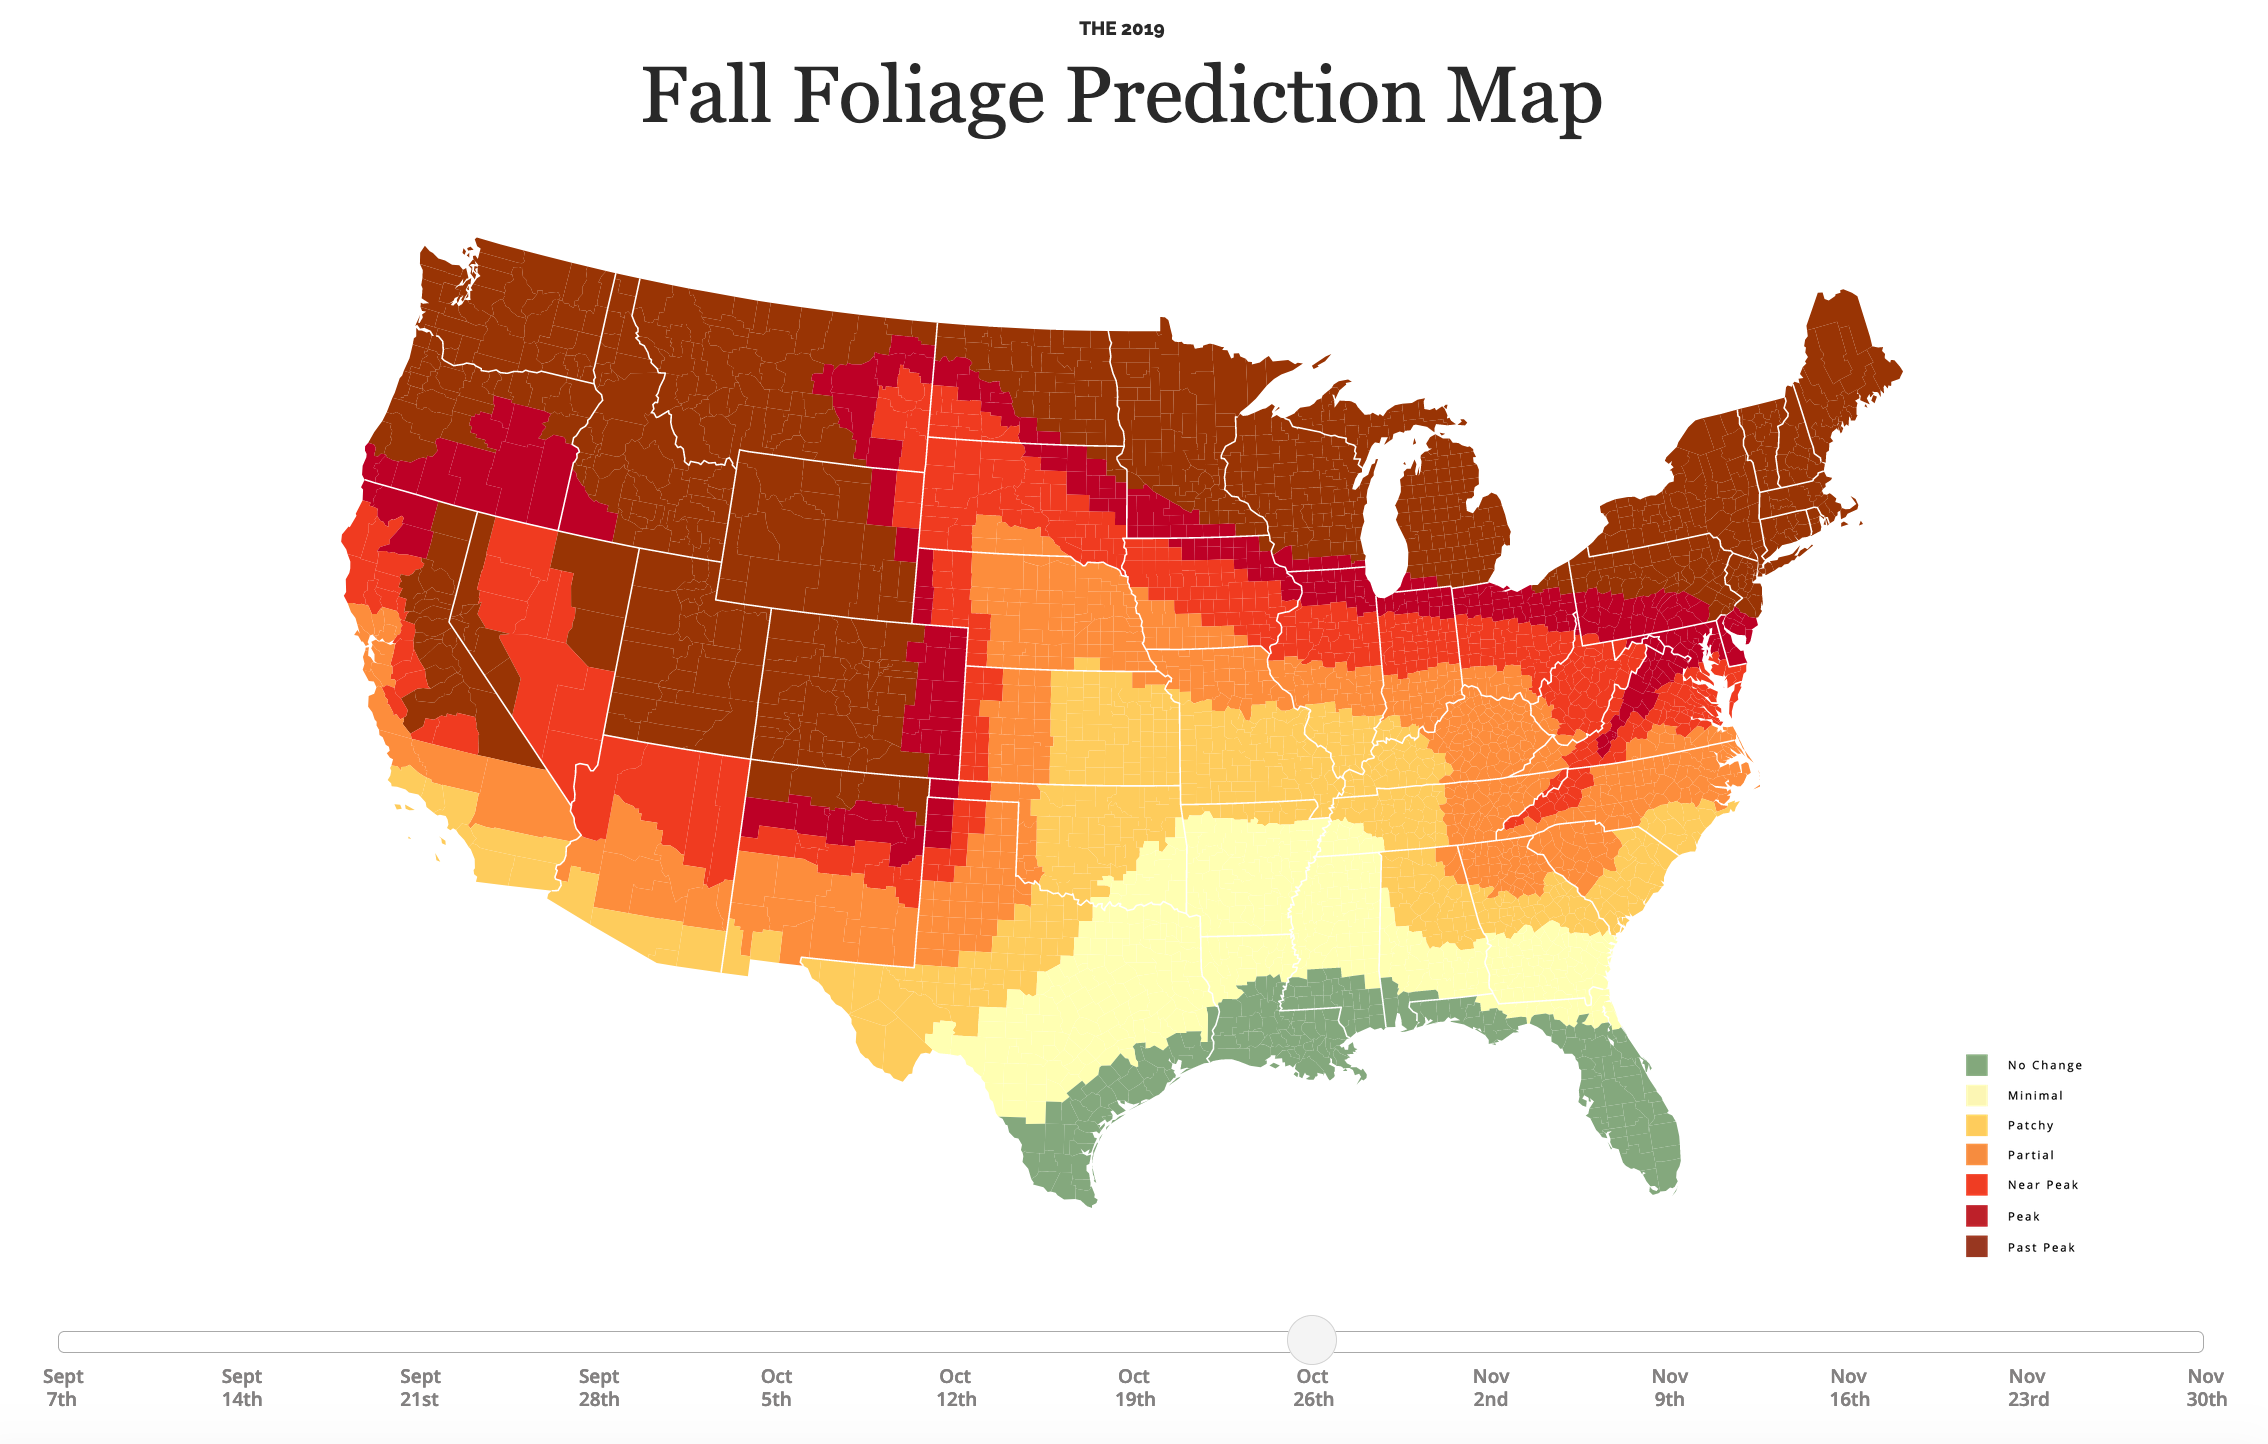 THE 2019
Fall Foliage Prediction Map
No Change
Minimal
Patchy
Partial
Near Peak
Peak
Past Peak
Sept Sept Sept Sept Oct Oct Oct Oct Nov Nov Nov Nov Nov
7th 14th 21st 28th 5th 12th 19th 26th 2nd 9th 16th 23rd 30th